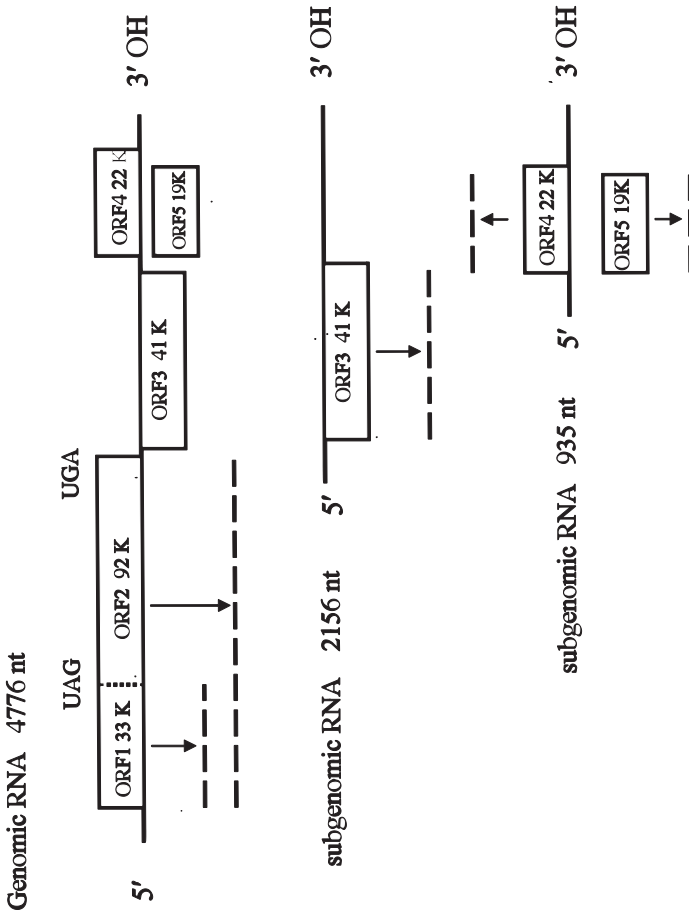 Genomic RNA 4776 nt
UAG
UGA
ORF1 33 K
ORF2 92 K
ORF4 22 K
5' 3' OH
ORF3 41 K
ORF5 19K
subgenomic RNA 2156 nt
5' 3' OH
ORF3 41 K
subgenomic RNA 935 nt
ORF4 22 K
5' 3' OH
ORF5 19K